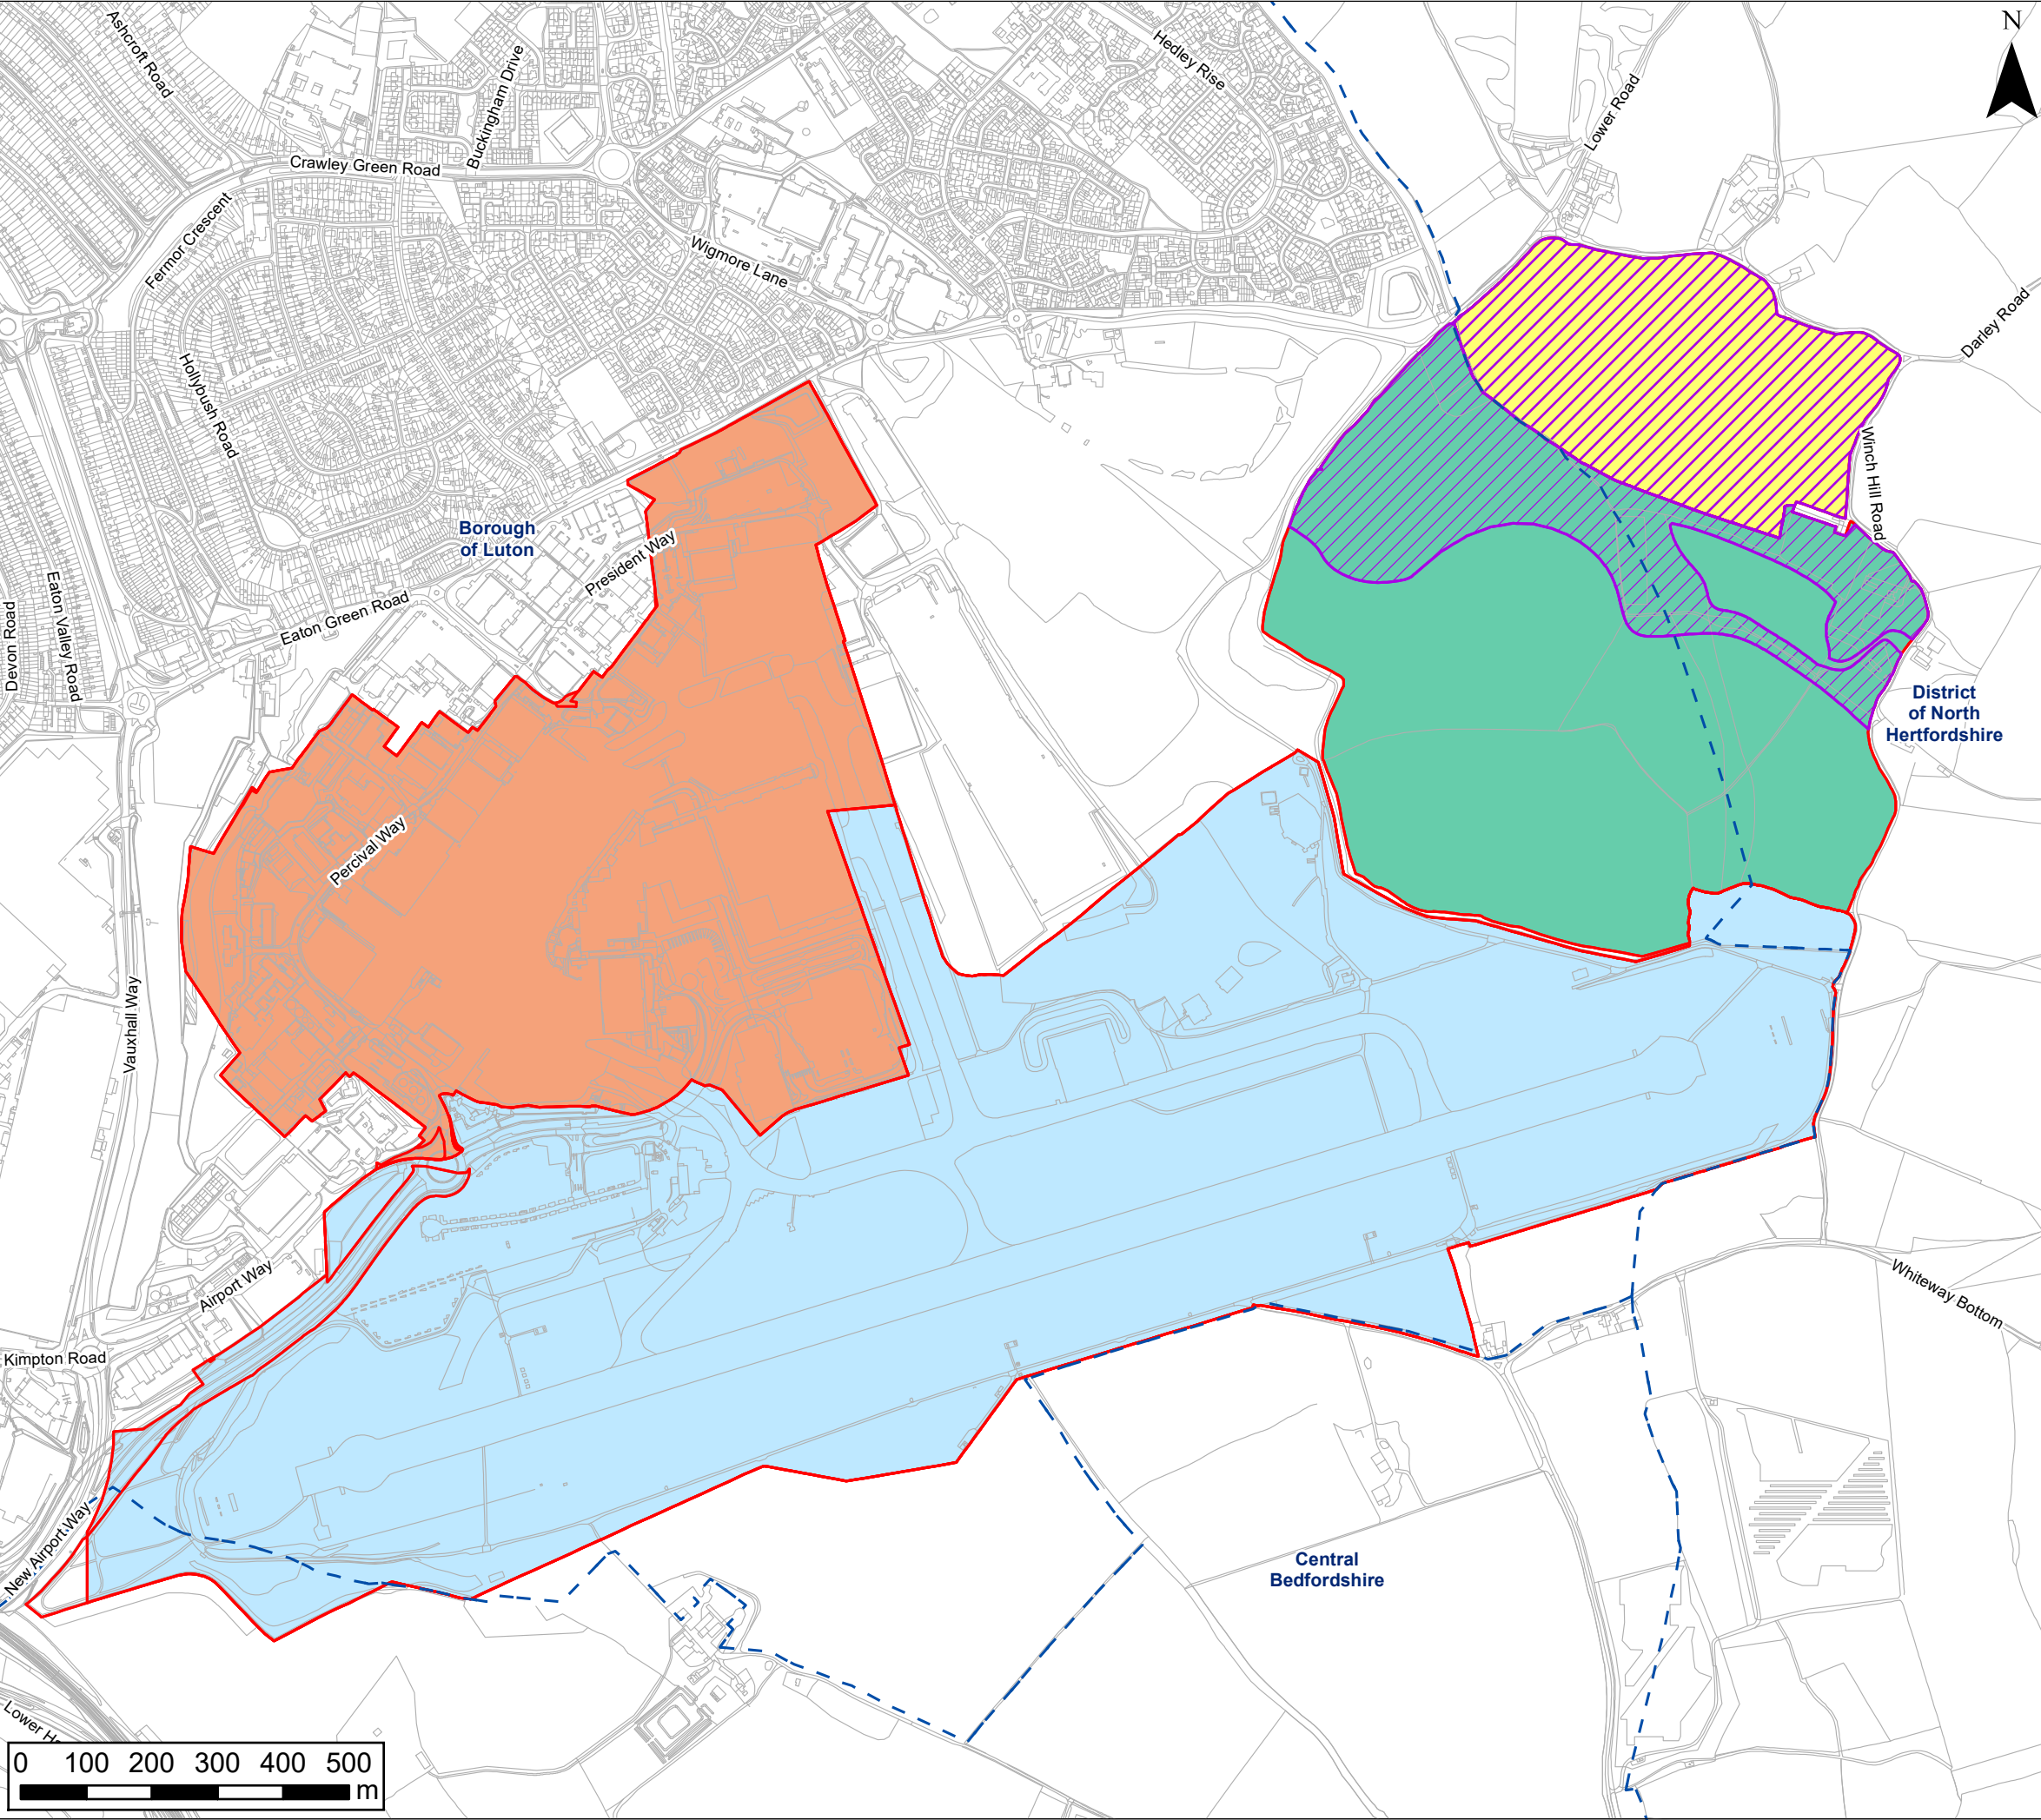 N
Ashcroft Road
Buckingham Drive
Hedley Rise
Lower Road
Crawley Green Road
Fermor Crescent
Wigmore Lane
Darley Road
Hollybush Road
Winch Hill Road
Borough
of Luton
President Way
Eaton Green Road
Eaton Valley Road
Devon Road
District
of North
Hertfordshire
Percival Way
Vauxhall Way
Airport Way
Whiteway Bottom
Kimpton Road
New Airport Way
Central
Bedfordshire
Lower
0 100 200 300 400 500
m